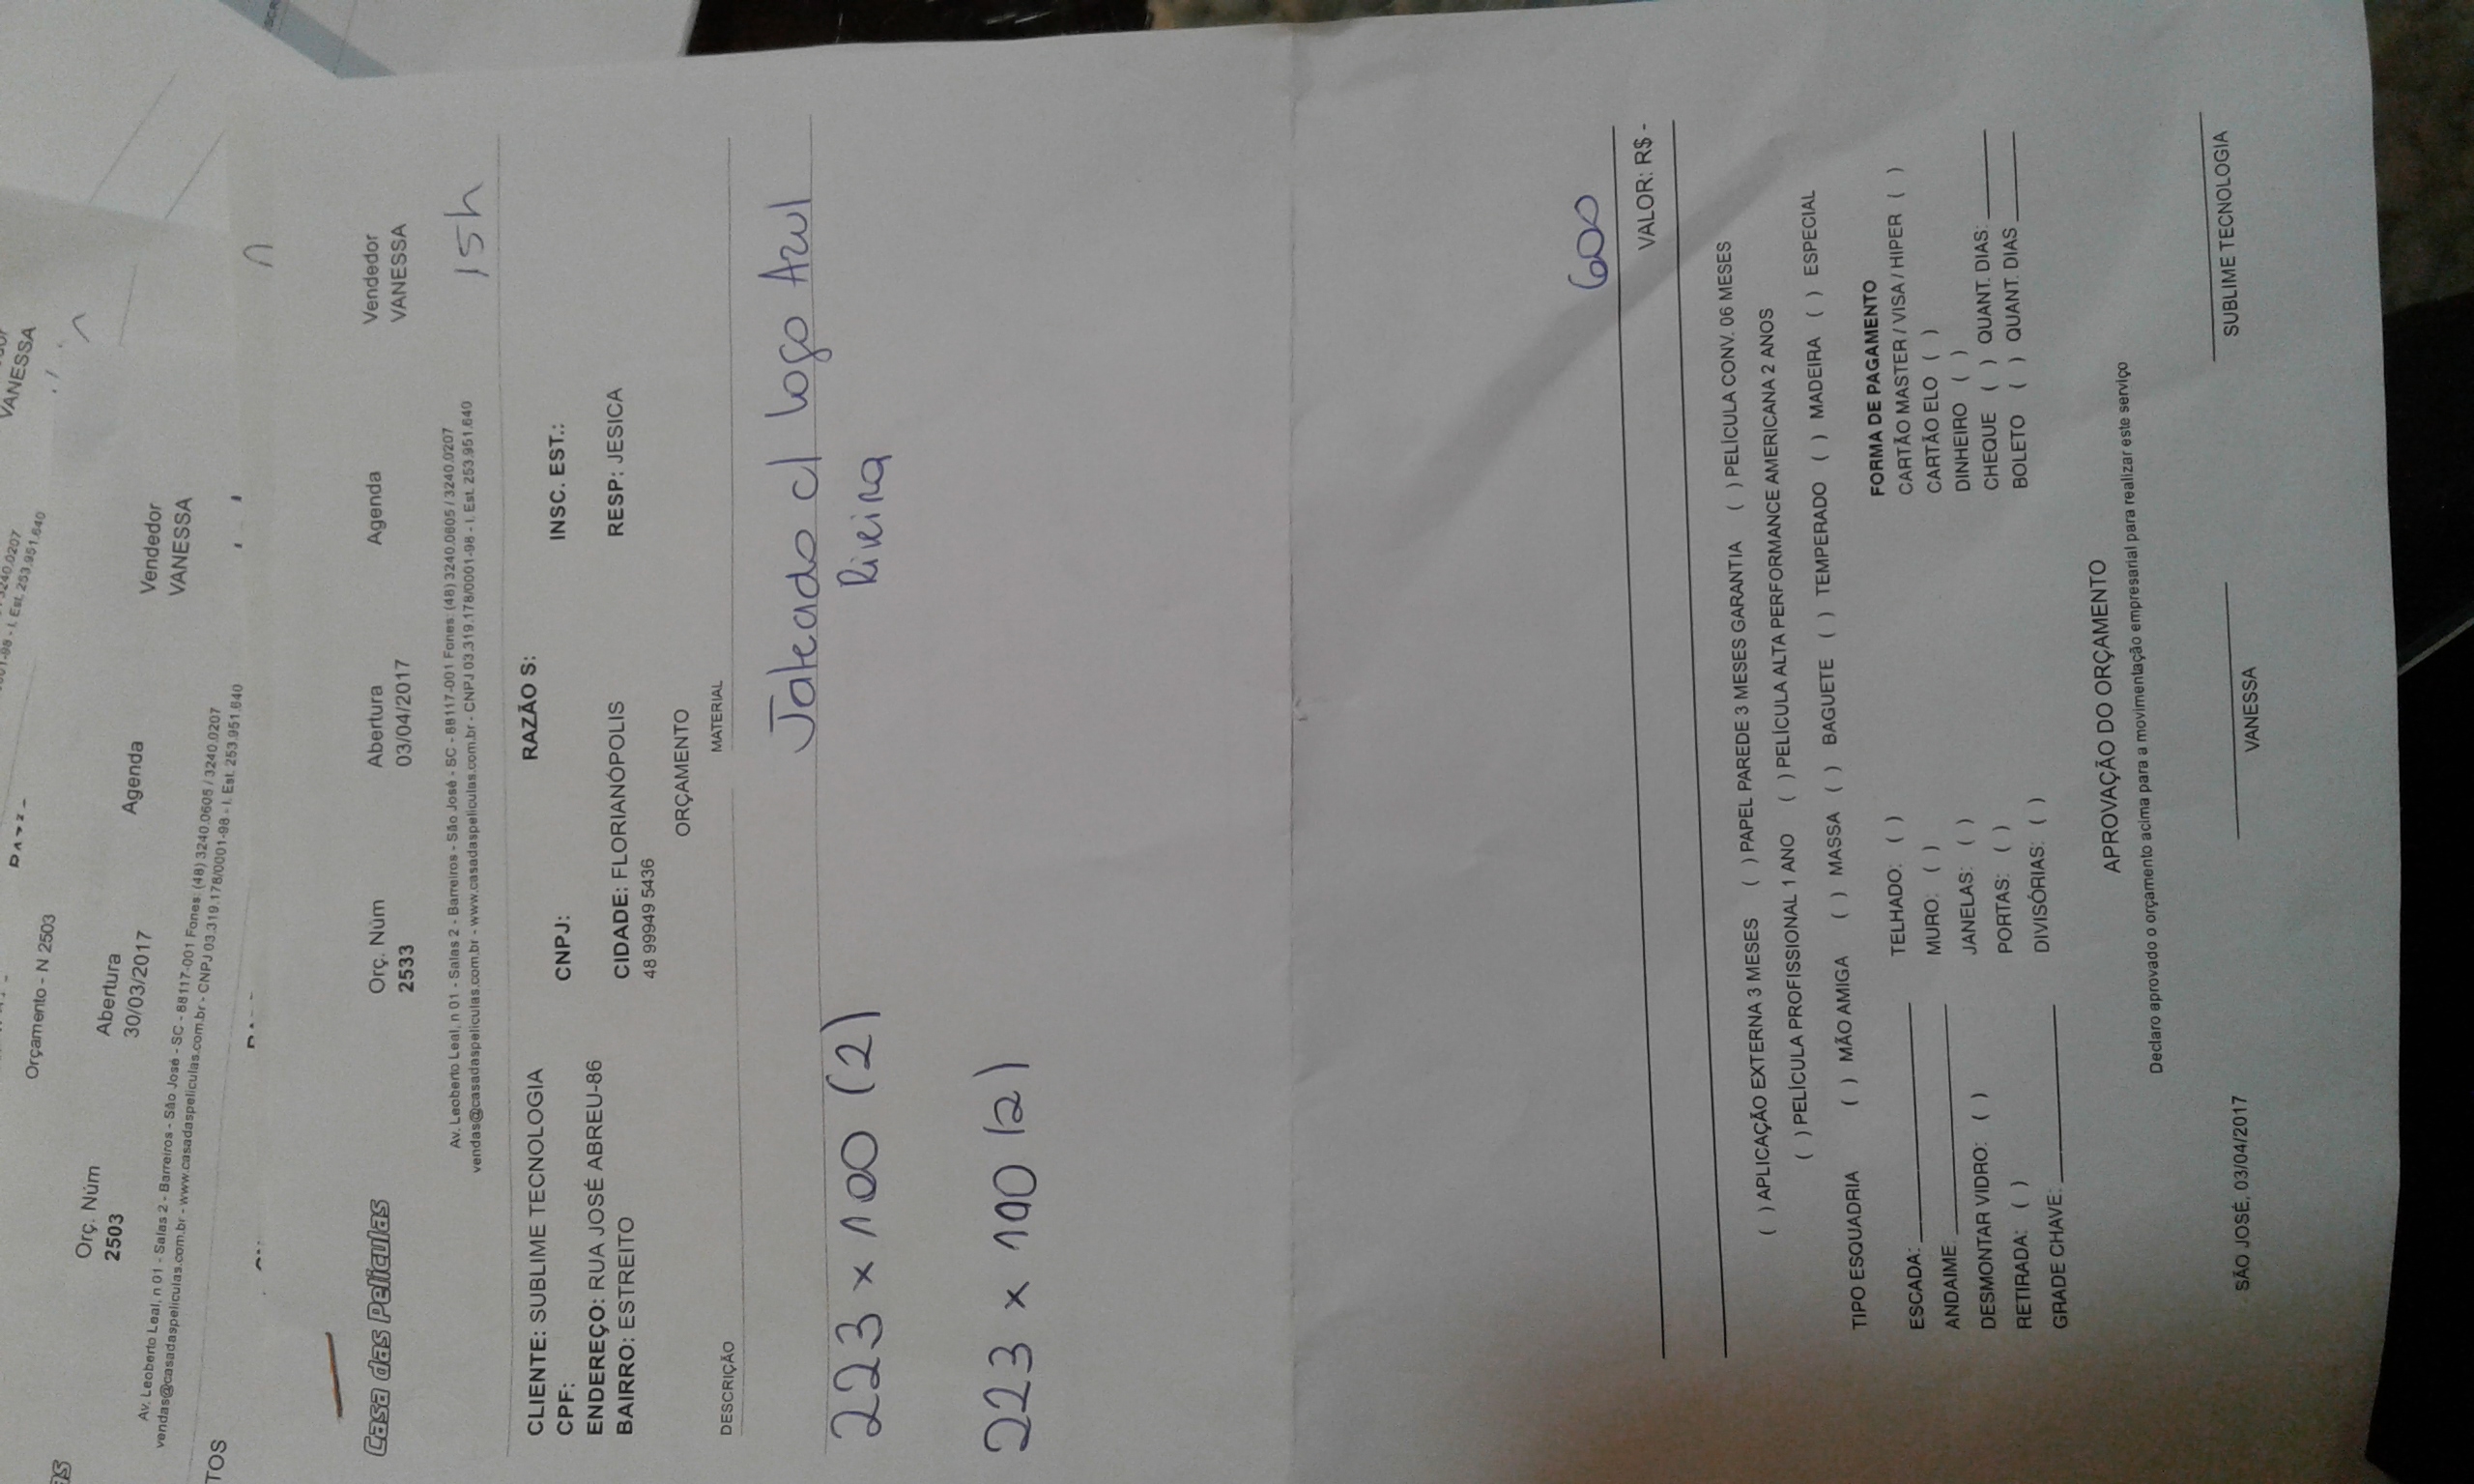 VANESSA
3240.0207
Orçamento - N 2503
Orç. Núm
2503
Abertura
30/03/2017
Agenda
Vendedor
VANESSA
Av. Leoberto Leal, n 01 - Salas 2 - Barreiros - São José - SC - 88117-001 Fones: (48) 3240.0605 / 3240.0207
vendas@casadaspeliculas.com.br - www.casadaspeliculas.com.br - CNPJ 03.319.178/0001-98 - I. Est. 253.951.640
TOS
Casa das Películas
Orç. Núm
2533
Abertura
03/04/2017
Agenda
Vendedor
VANESSA
Av. Leoberto Leal, n 01 - Salas 2 - Barreiros - São José - SC - 88117-001 Fones: (48) 3240.0605 / 3240.0207
vendas@casadaspeliculas.com.br - www.casadaspeliculas.com.br - CNPJ 03.319.178/0001-98 - I. Est. 253.951.640
15h
CLIENTE: SUBLIME TECNOLOGIA RAZÃO S:
CPF: CNPJ: INSC. EST.:
ENDEREÇO: RUA JOSÉ ABREU-86
BAIRRO: ESTREITO CIDADE: FLORIANÓPOLIS RESP: JESICA
48 99949 5436
ORÇAMENTO
DESCRIÇÃO MATERIAL
Jateado c/ logo Azul
223 x 100 (2) Riviera
223 x 190 (2)
600
VALOR: R$ -
( ) APLICAÇÃO EXTERNA 3 MESES ( ) PAPEL PAREDE 3 MESES GARANTIA ( ) PELÍCULA CONV. 06 MESES
( ) PELÍCULA PROFISSIONAL 1 ANO ( ) PELÍCULA ALTA PERFORMANCE AMERICANA 2 ANOS
TIPO ESQUADRIA ( ) MÃO AMIGA ( ) MASSA ( ) BAGUETE ( ) TEMPERADO ( ) MADEIRA ( ) ESPECIAL
FORMA DE PAGAMENTO
ESCADA: TELHADO: ( ) CARTÃO MASTER / VISA / HIPER ( )
ANDAIME: MURO: ( ) CARTÃO ELO ( )
DESMONTAR VIDRO: ( ) JANELAS: ( ) DINHEIRO ( )
RETIRADA: ( ) PORTAS: ( ) CHEQUE ( ) QUANT. DIAS:
GRADE CHAVE: DIVISÓRIAS: ( ) BOLETO ( ) QUANT. DIAS
APROVAÇÃO DO ORÇAMENTO
Declaro aprovado o orçamento acima para a movimentação empresarial para realizar este serviço
SÃO JOSÉ, 03/04/2017 VANESSA SUBLIME TECNOLOGIA